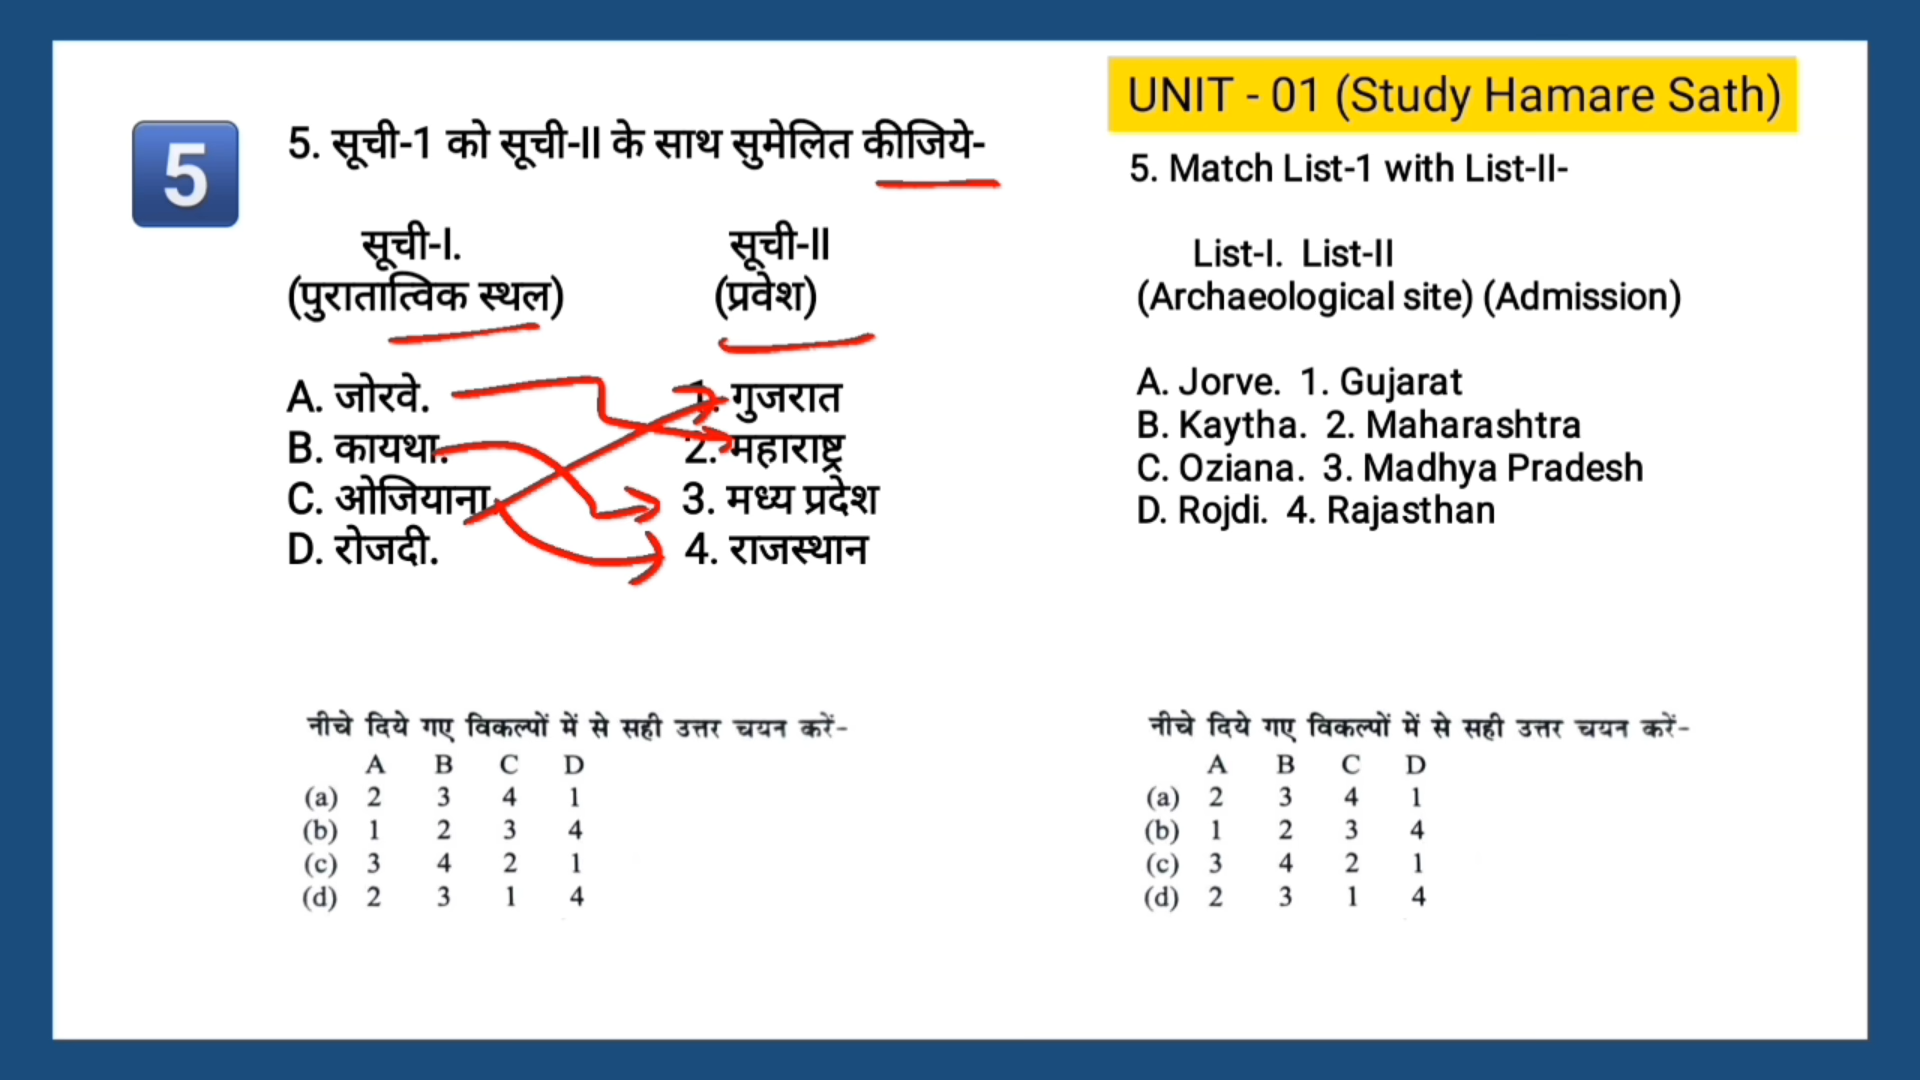 UNIT - 01 (Study Hamare Sath)
5
5. सूची-1 को सूची-II के साथ सुमेलित कीजिये-
सूची-I. सूची-II
(पुरातात्विक स्थल) (प्रवेश)
A. जोरवे. 1. गुजरात
B. कायथा. 2. महाराष्ट्र
C. ओजियाना. 3. मध्य प्रदेश
D. रोजदी. 4. राजस्थान
नीचे दिये गए विकल्पों में से सही उत्तर चयन करें-
A B C D
(a) 2 3 4 1
(b) 1 2 3 4
(c) 3 4 2 1
(d) 2 3 1 4
5. Match List-1 with List-II-
List-I. List-II
(Archaeological site) (Admission)
A. Jorve. 1. Gujarat
B. Kaytha. 2. Maharashtra
C. Oziana. 3. Madhya Pradesh
D. Rojdi. 4. Rajasthan
नीचे दिये गए विकल्पों में से सही उत्तर चयन करें-
A B C D
(a) 2 3 4 1
(b) 1 2 3 4
(c) 3 4 2 1
(d) 2 3 1 4